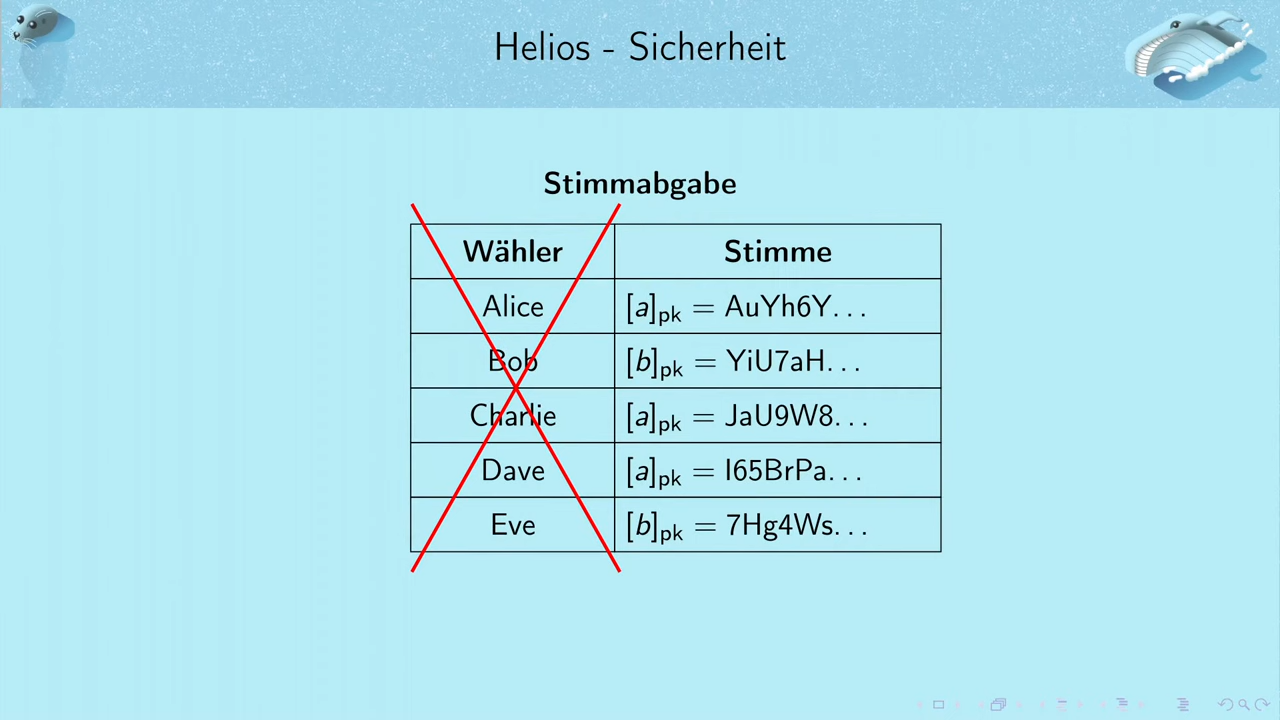 Helios - Sicherheit
Stimmabgabe
Wähler Stimme
Alice [a]pk = AuYh6Y...
Bob [b]pk = YiU7aH...
Charlie [a]pk = JaU9W8...
Dave [a]pk = I65BrPa...
Eve [b]pk = 7Hg4Ws...